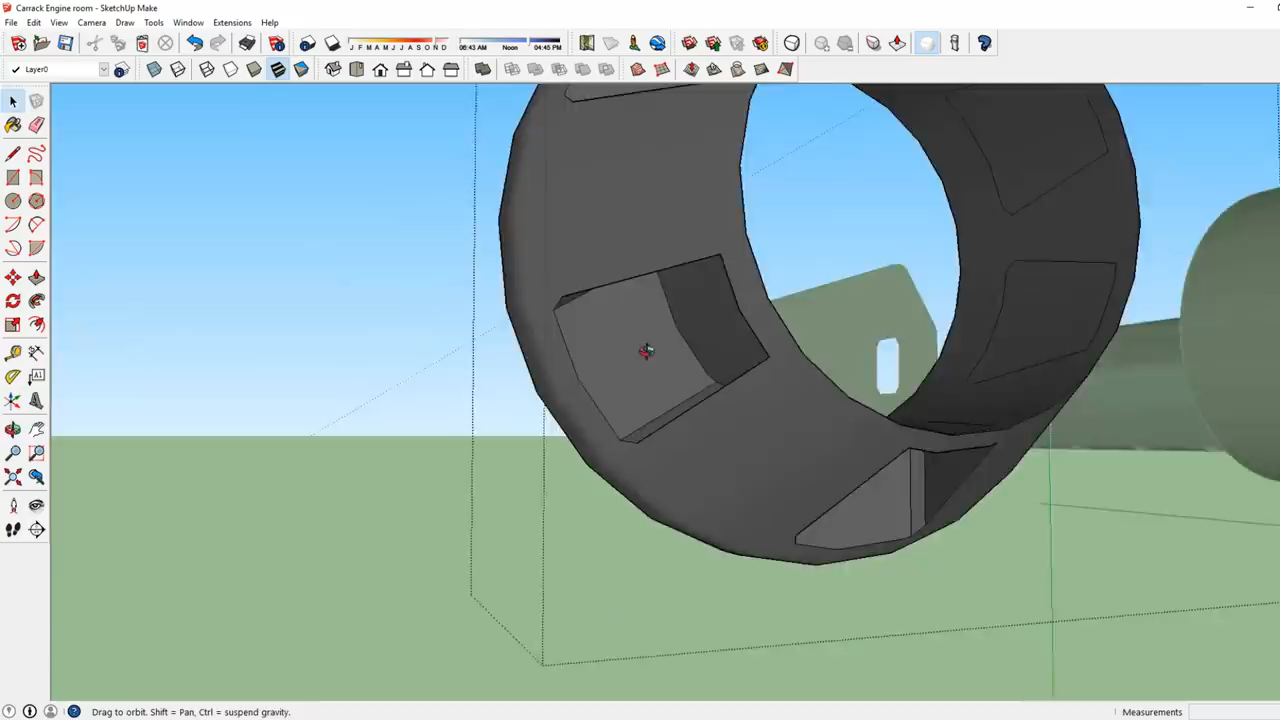 Carrack Engine room - SketchUp Make
File Edit View Camera Draw Tools Window Extensions Help
J F M A M J J A S O N D 06:43 AM Noon 04:45 PM
Layer0
A1
Drag to orbit. Shift = Pan, Ctrl = suspend gravity. Measurements